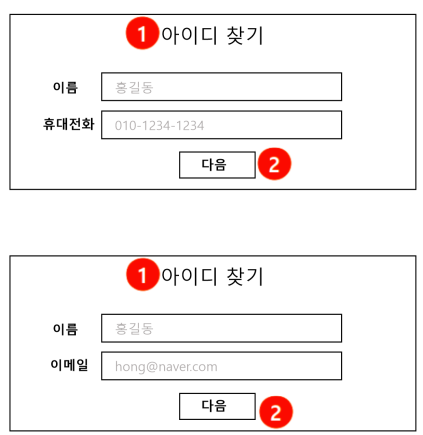 1 아이디 찾기
이름 홍길동
휴대전화 010-1234-1234
다음 2
1 아이디 찾기
이름 홍길동
이메일 hong@naver.com
다음 2